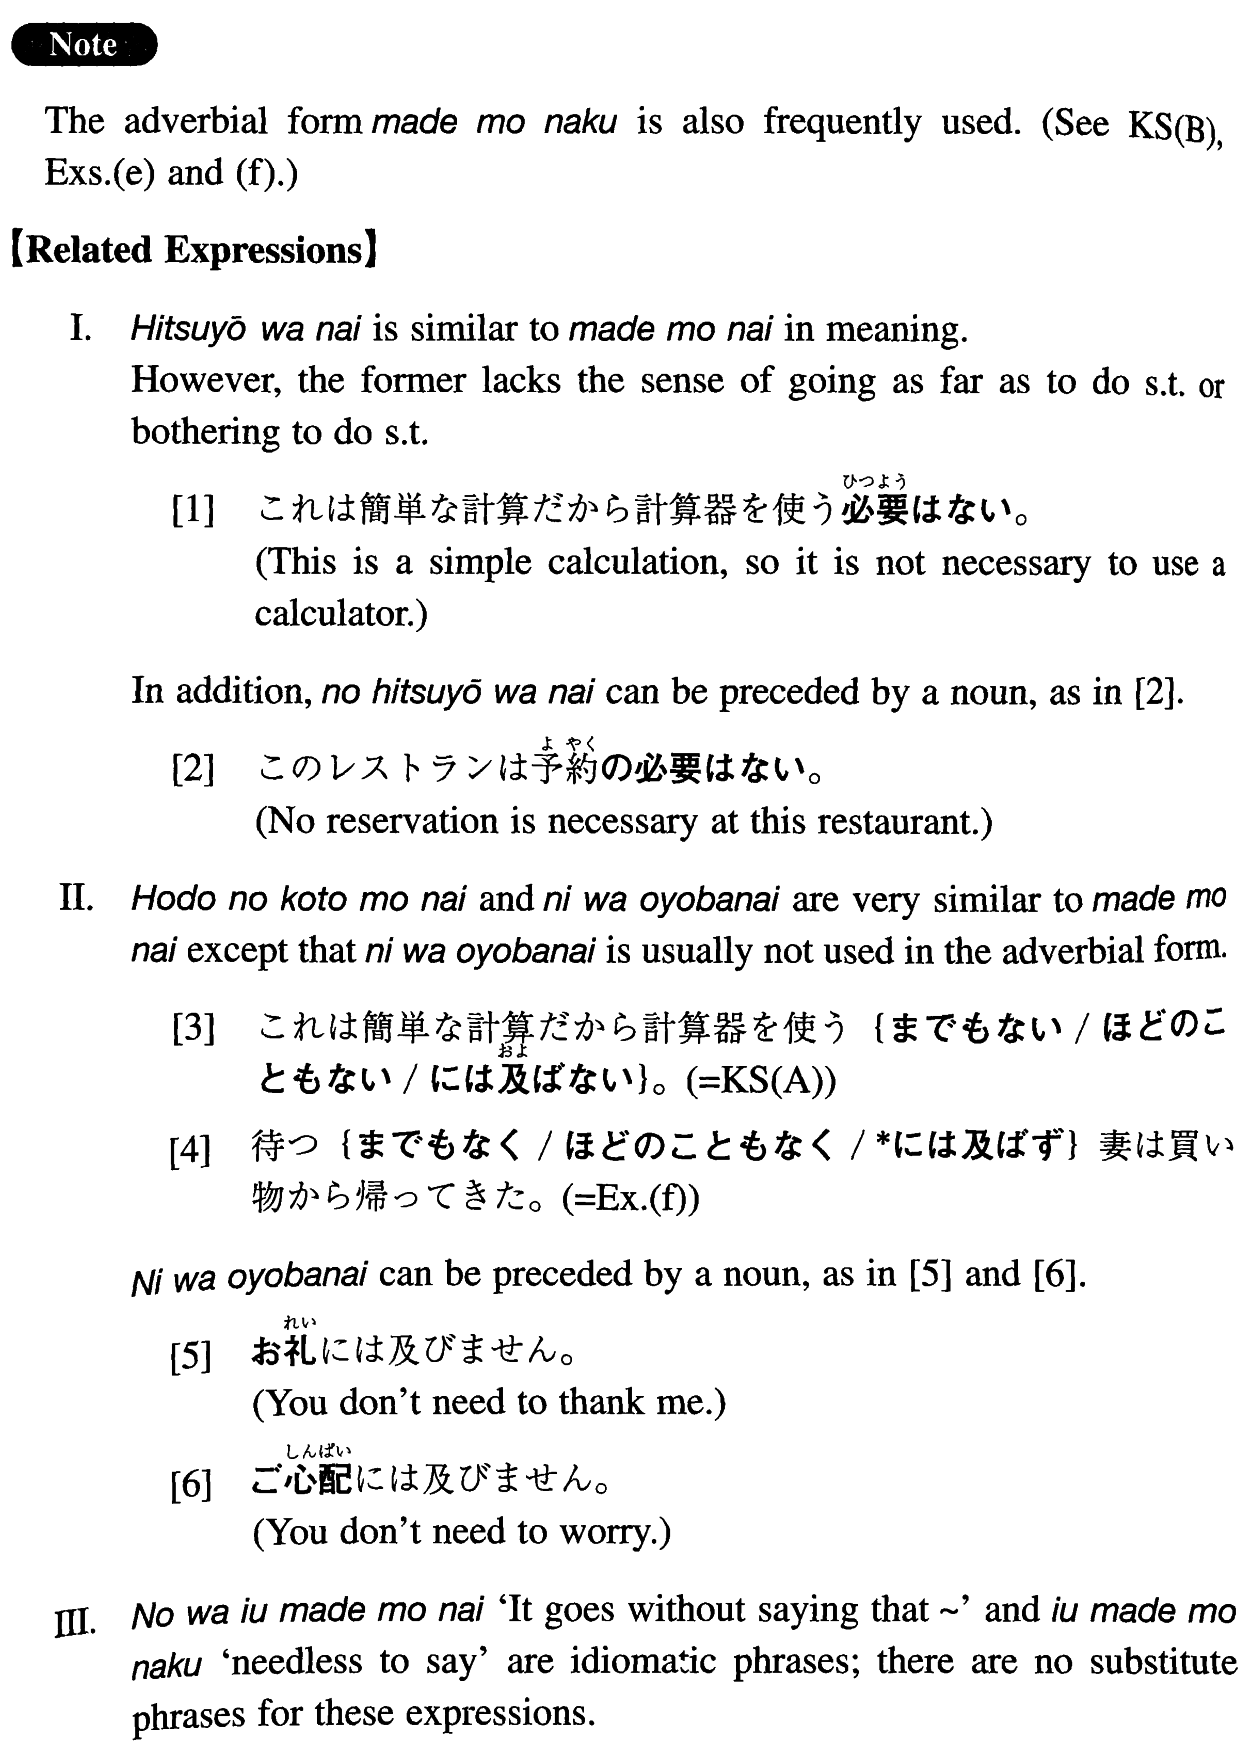 Note
The adverbial form made mo naku is also frequently used. (See KS(B),
Exs.(e) and (f).)
【Related Expressions】
I. Hitsuyō wa nai is similar to made mo nai in meaning.
However, the former lacks the sense of going as far as to do s.t. or
bothering to do s.t.
ひつよう
[1] これは簡単な計算だから計算器を使う必要はない。
(This is a simple calculation, so it is not necessary to use a
calculator.)
In addition, no hitsuyō wa nai can be preceded by a noun, as in [2].
よ やく
[2] このレストランは予約の必要はない。
(No reservation is necessary at this restaurant.)
II. Hodo no koto mo nai and ni wa oyobanai are very similar to made mo
nai except that ni wa oyobanai is usually not used in the adverbial form.
[3] これは簡単な計算だから計算器を使う {までもない / ほどのこ
およ
ともない / には及ばない}。(=KS(A))
[4] 待つ {までもなく / ほどのこともなく / *には及ばず} 妻は買い
物から帰ってきた。(=Ex.(f))
Ni wa oyobanai can be preceded by a noun, as in [5] and [6].
れい
[5] お礼には及びません。
(You don't need to thank me.)
しんぱい
[6] ご心配には及びません。
(You don't need to worry.)
III. No wa iu made mo nai ‘It goes without saying that ~’ and iu made mo
naku ‘needless to say’ are idiomatic phrases; there are no substitute
phrases for these expressions.